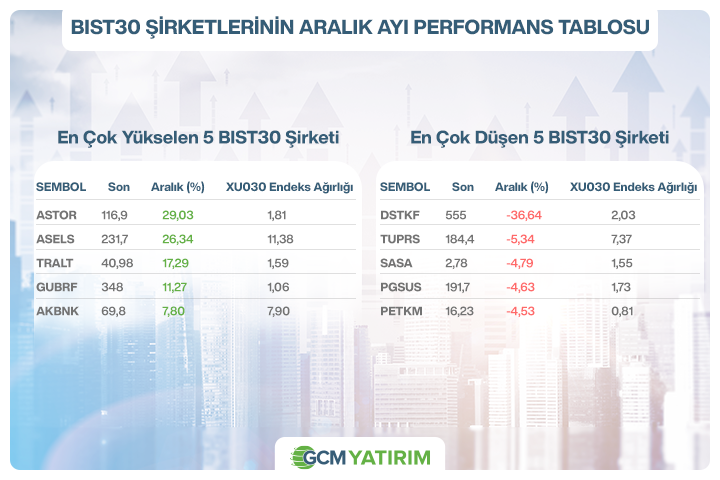 BIST30 ŞİRKETLERİNİN ARALIK AYI PERFORMANS TABLOSU
En Çok Yükselen 5 BIST30 Şirketi
SEMBOL Son Aralık (%) XU030 Endeks Ağırlığı
ASTOR 116,9 29,03 1,81
ASELS 231,7 26,34 11,38
TRALT 40,98 17,29 1,59
GUBRF 348 11,27 1,06
AKBNK 69,8 7,80 7,90
En Çok Düşen 5 BIST30 Şirketi
SEMBOL Son Aralık (%) XU030 Endeks Ağırlığı
DSTKF 555 -36,64 2,03
TUPRS 184,4 -5,34 7,37
SASA 2,78 -4,79 1,55
PGSUS 191,7 -4,63 1,73
PETKM 16,23 -4,53 0,81
GCM YATIRIM